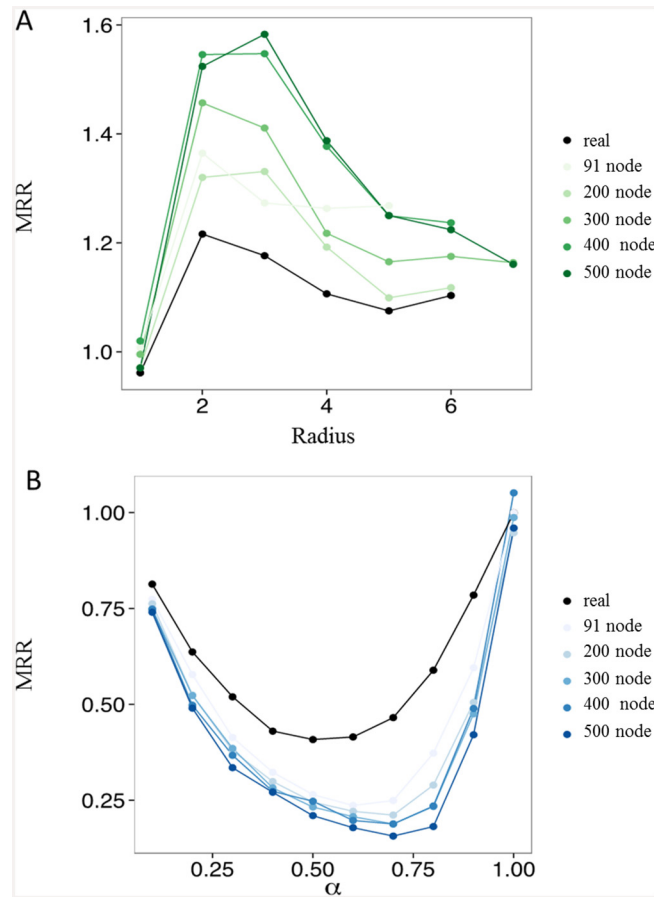 A
1.6
1.4
1.2
1.0
MRR
2 4 6
Radius
real
91 node
200 node
300 node
400 node
500 node
B
1.00
0.75
0.50
0.25
MRR
0.25 0.50 0.75 1.00
α
real
91 node
200 node
300 node
400 node
500 node